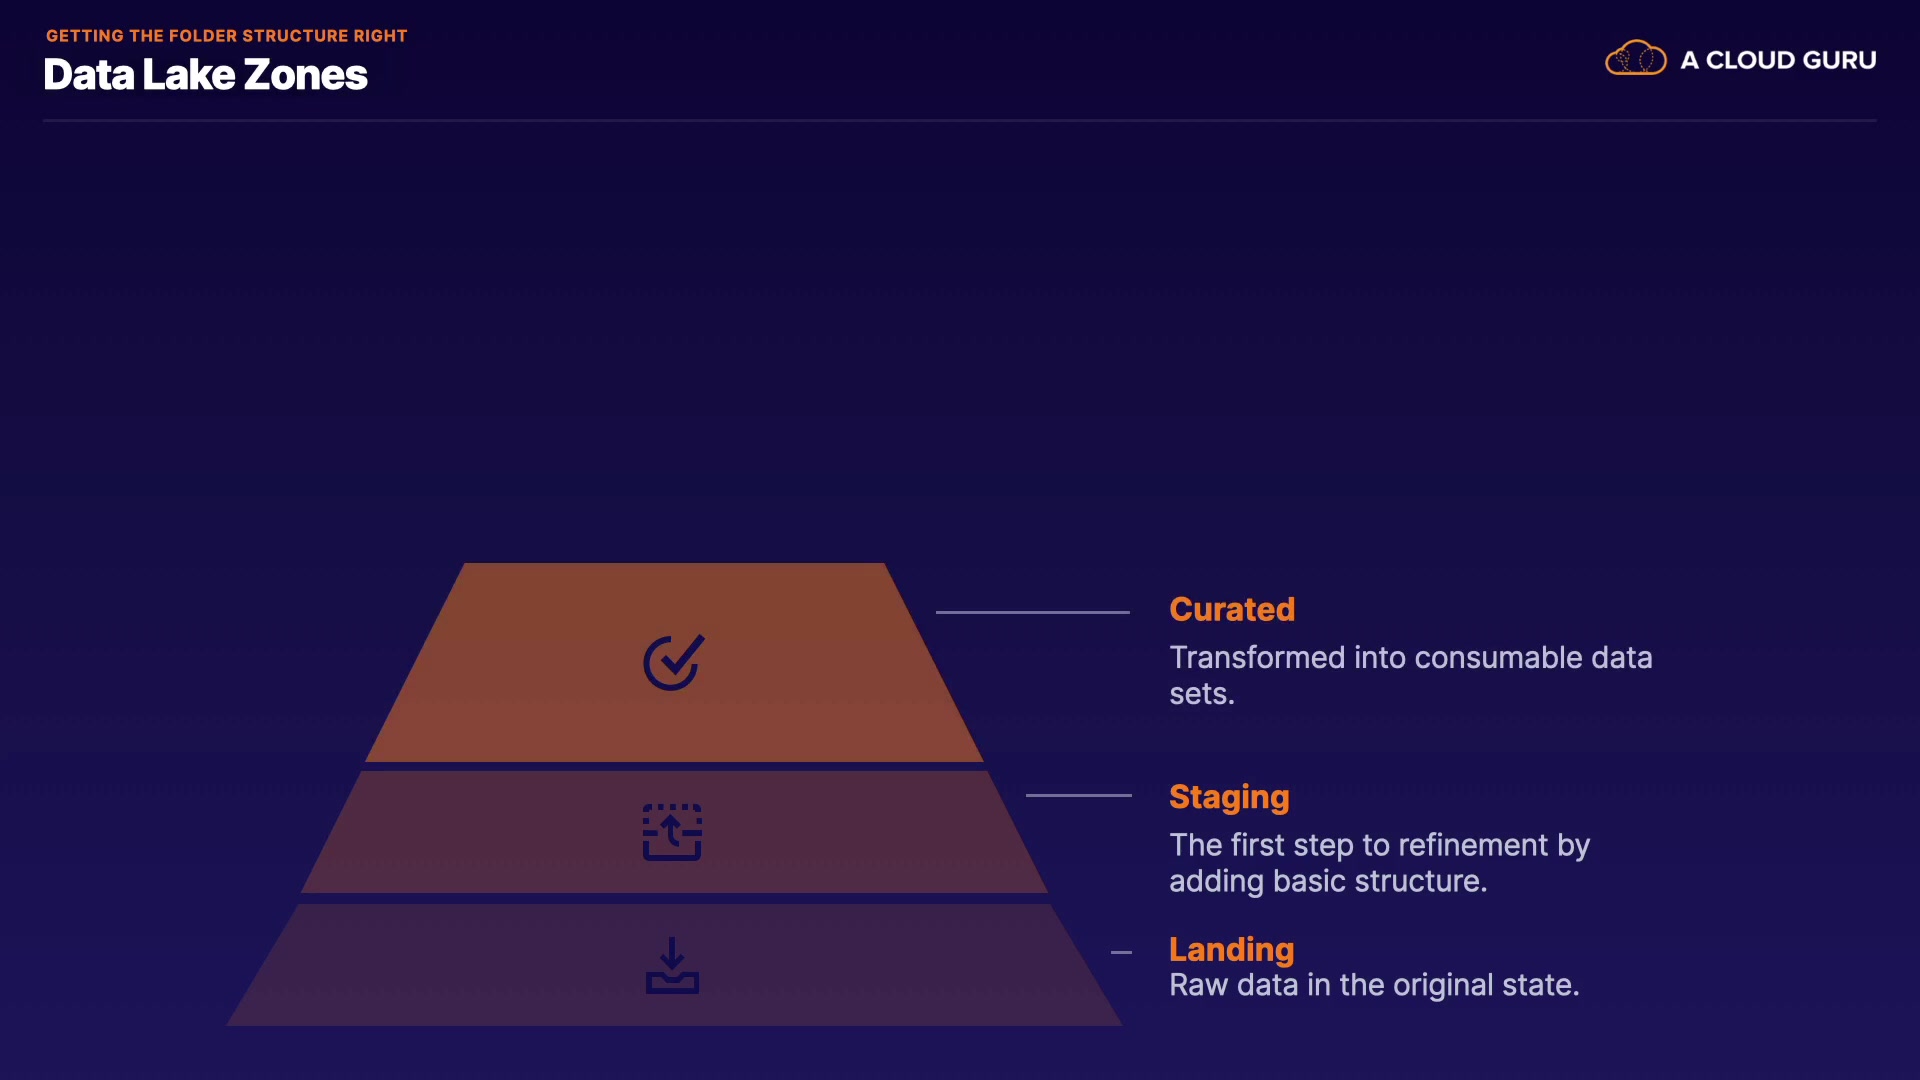 GETTING THE FOLDER STRUCTURE RIGHT
Data Lake Zones
A CLOUD GURU
Curated
Transformed into consumable data
sets.
Staging
The first step to refinement by
adding basic structure.
Landing
Raw data in the original state.